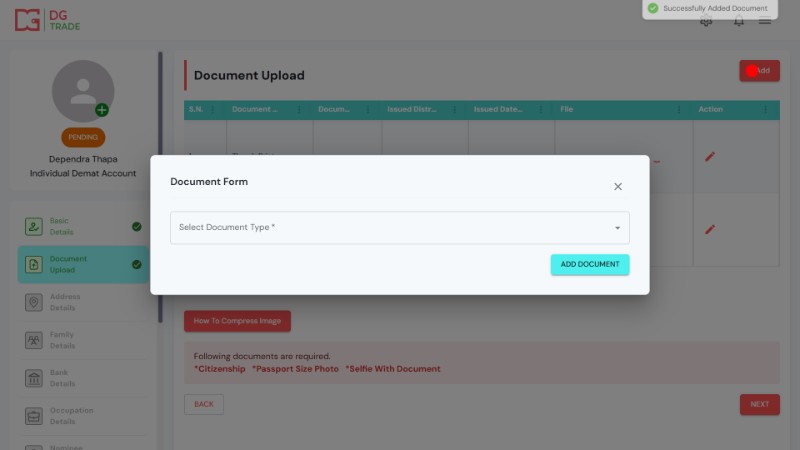 DG
TRADE
Successfully Added Document
Document Upload
Add
S.N.
Document ...
Docum...
Issued Distr...
Issued Date...
File
Action
PENDING
Dependra Thapa
Individual Demat Account
Document Form
Select Document Type *
ADD DOCUMENT
Basic
Details
Document
Upload
Address
Details
Family
Details
Bank
Details
Occupation
Details
Nominee
How To Compress Image
Following documents are required.
*Citizenship *Passport Size Photo *Selfie With Document
BACK
NEXT